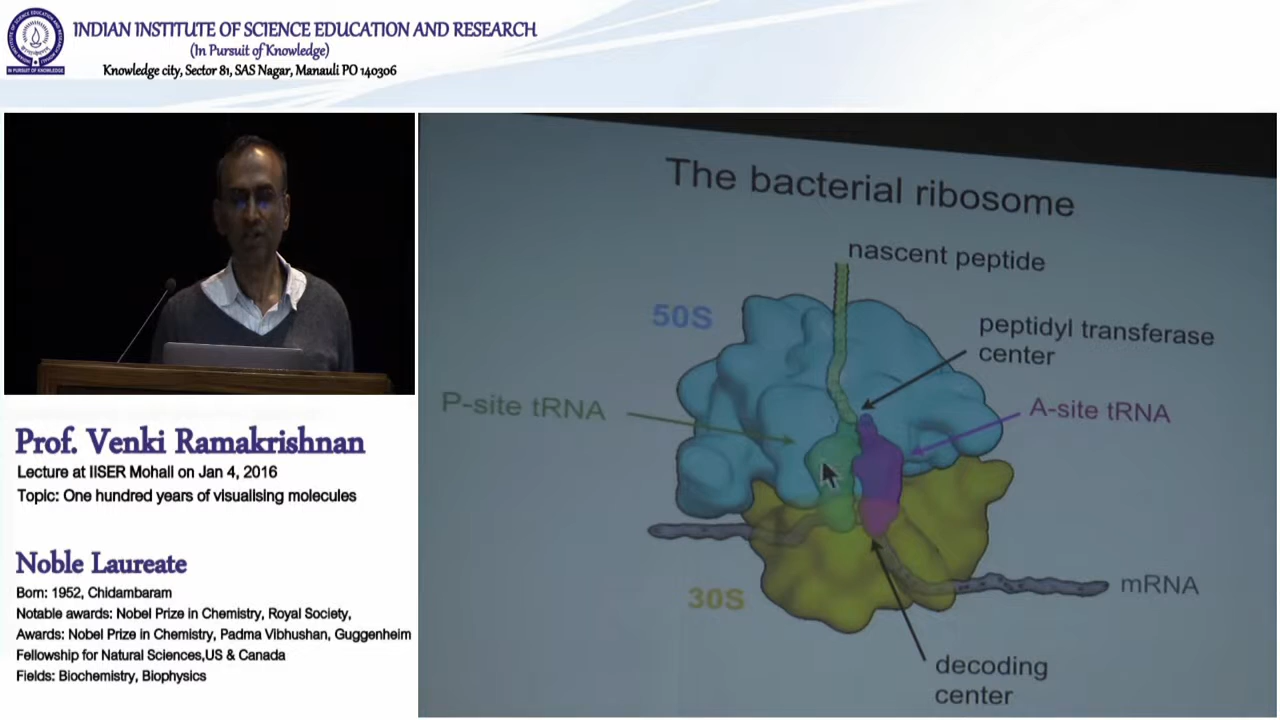 INDIAN INSTITUTE OF SCIENCE EDUCATION AND RESEARCH
(In Pursuit of Knowledge)
Knowledge city, Sector 81, SAS Nagar, Manauli PO 140306
The bacterial ribosome
nascent peptide
50S
peptidyl transferase
center
P-site tRNA
A-site tRNA
mRNA
30S
decoding
center
Prof. Venki Ramakrishnan
Lecture at IISER Mohali on Jan 4, 2016
Topic: One hundred years of visualising molecules
Noble Laureate
Born: 1952, Chidambaram
Notable awards: Nobel Prize in Chemistry, Royal Society,
Awards: Nobel Prize in Chemistry, Padma Vibhushan, Guggenheim
Fellowship for Natural Sciences,US & Canada
Fields: Biochemistry, Biophysics